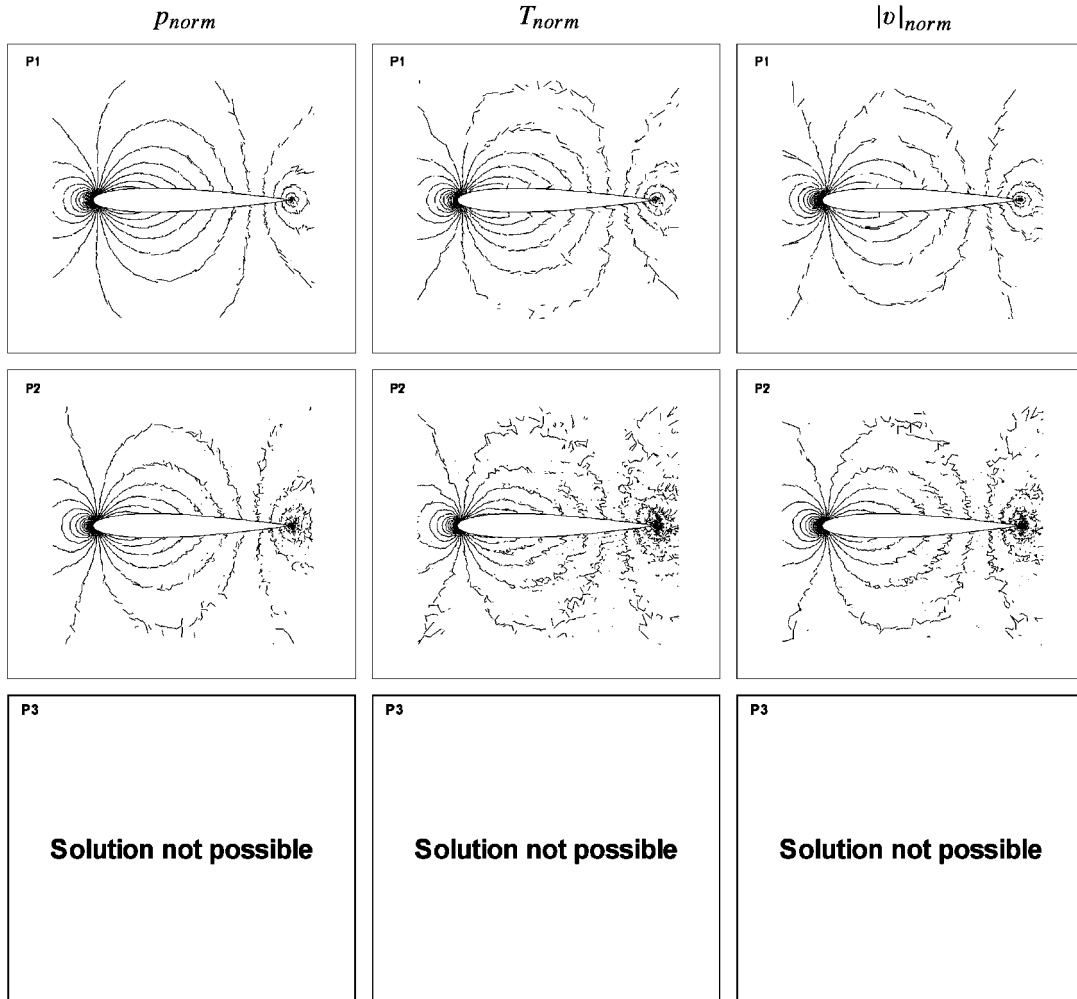 p_norm T_norm |v|_norm
P1 P1 P1
P2 P2 P2
P3 P3 P3
Solution not possible Solution not possible Solution not possible